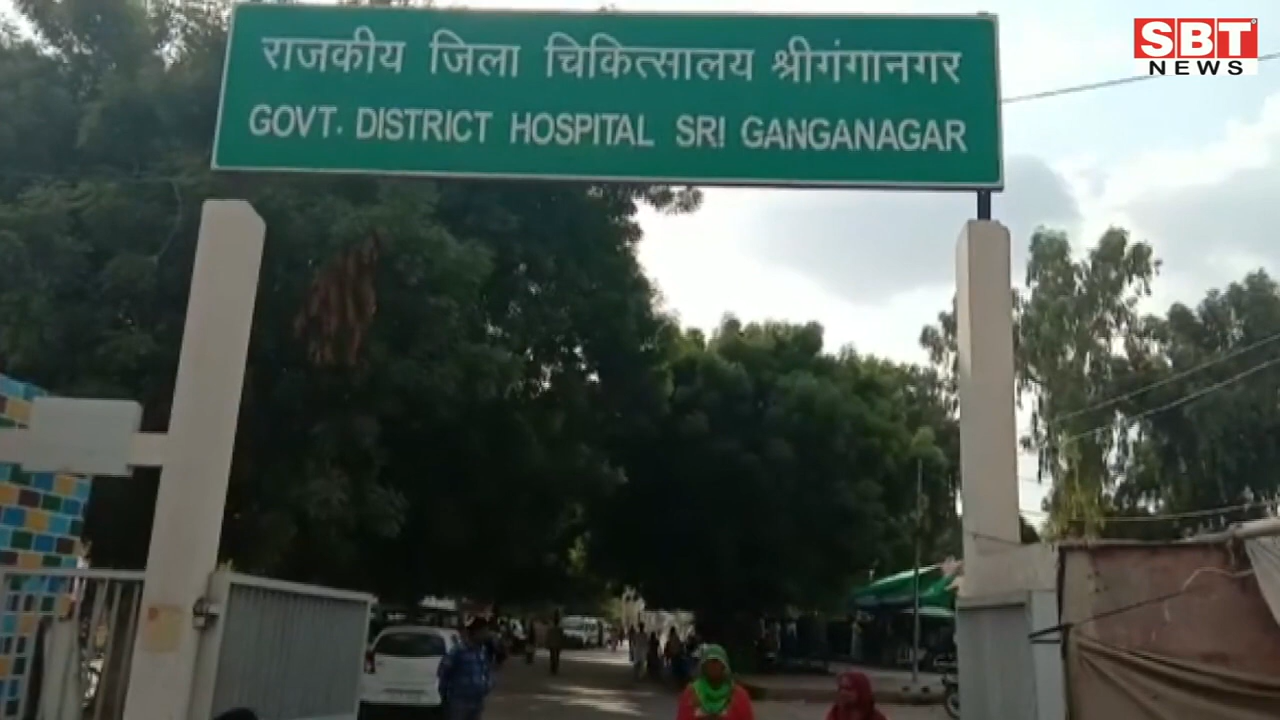 राजकीय जिला चिकित्सालय श्रीगंगानगर
GOVT. DISTRICT HOSPITAL SRI GANGANAGAR
SBT
NEWS